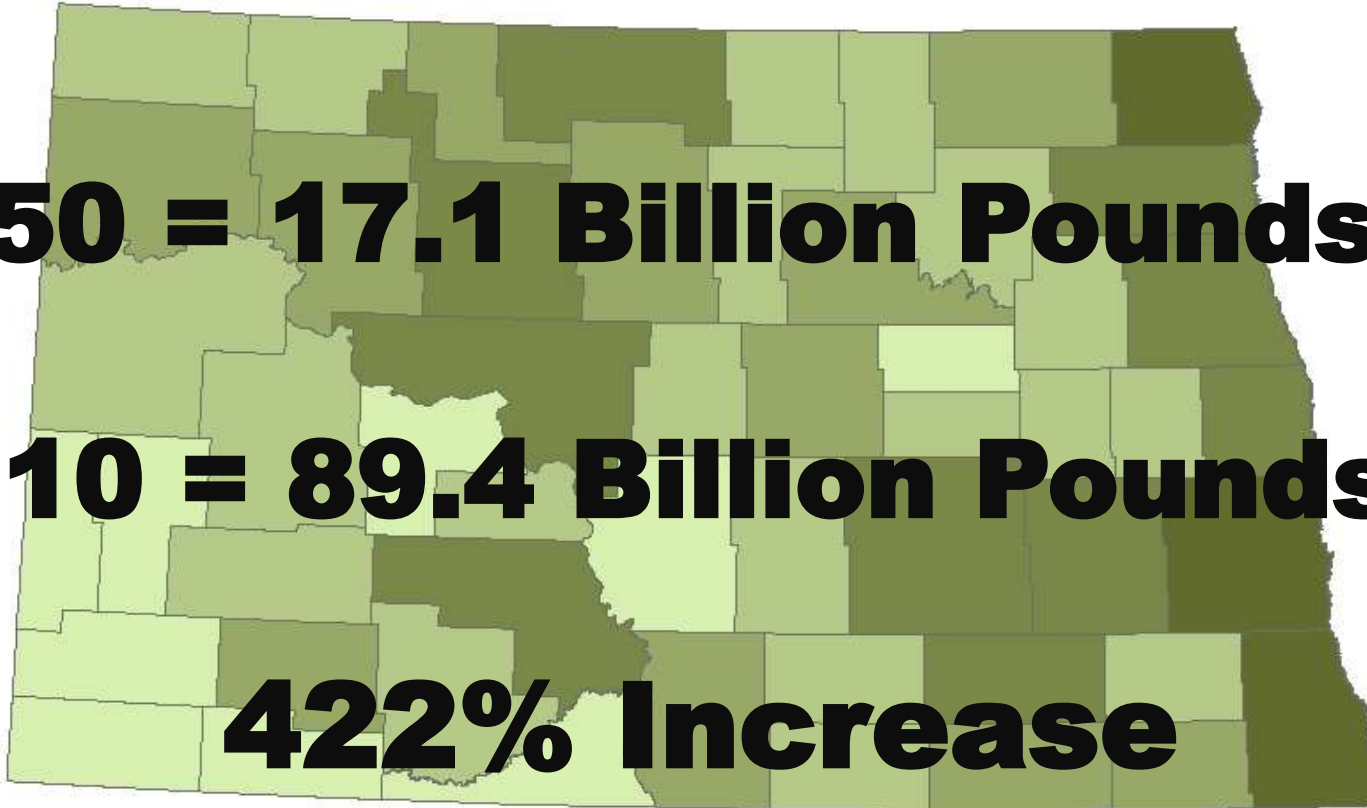 50 = 17.1 Billion Pounds
10 = 89.4 Billion Pounds
422% Increase